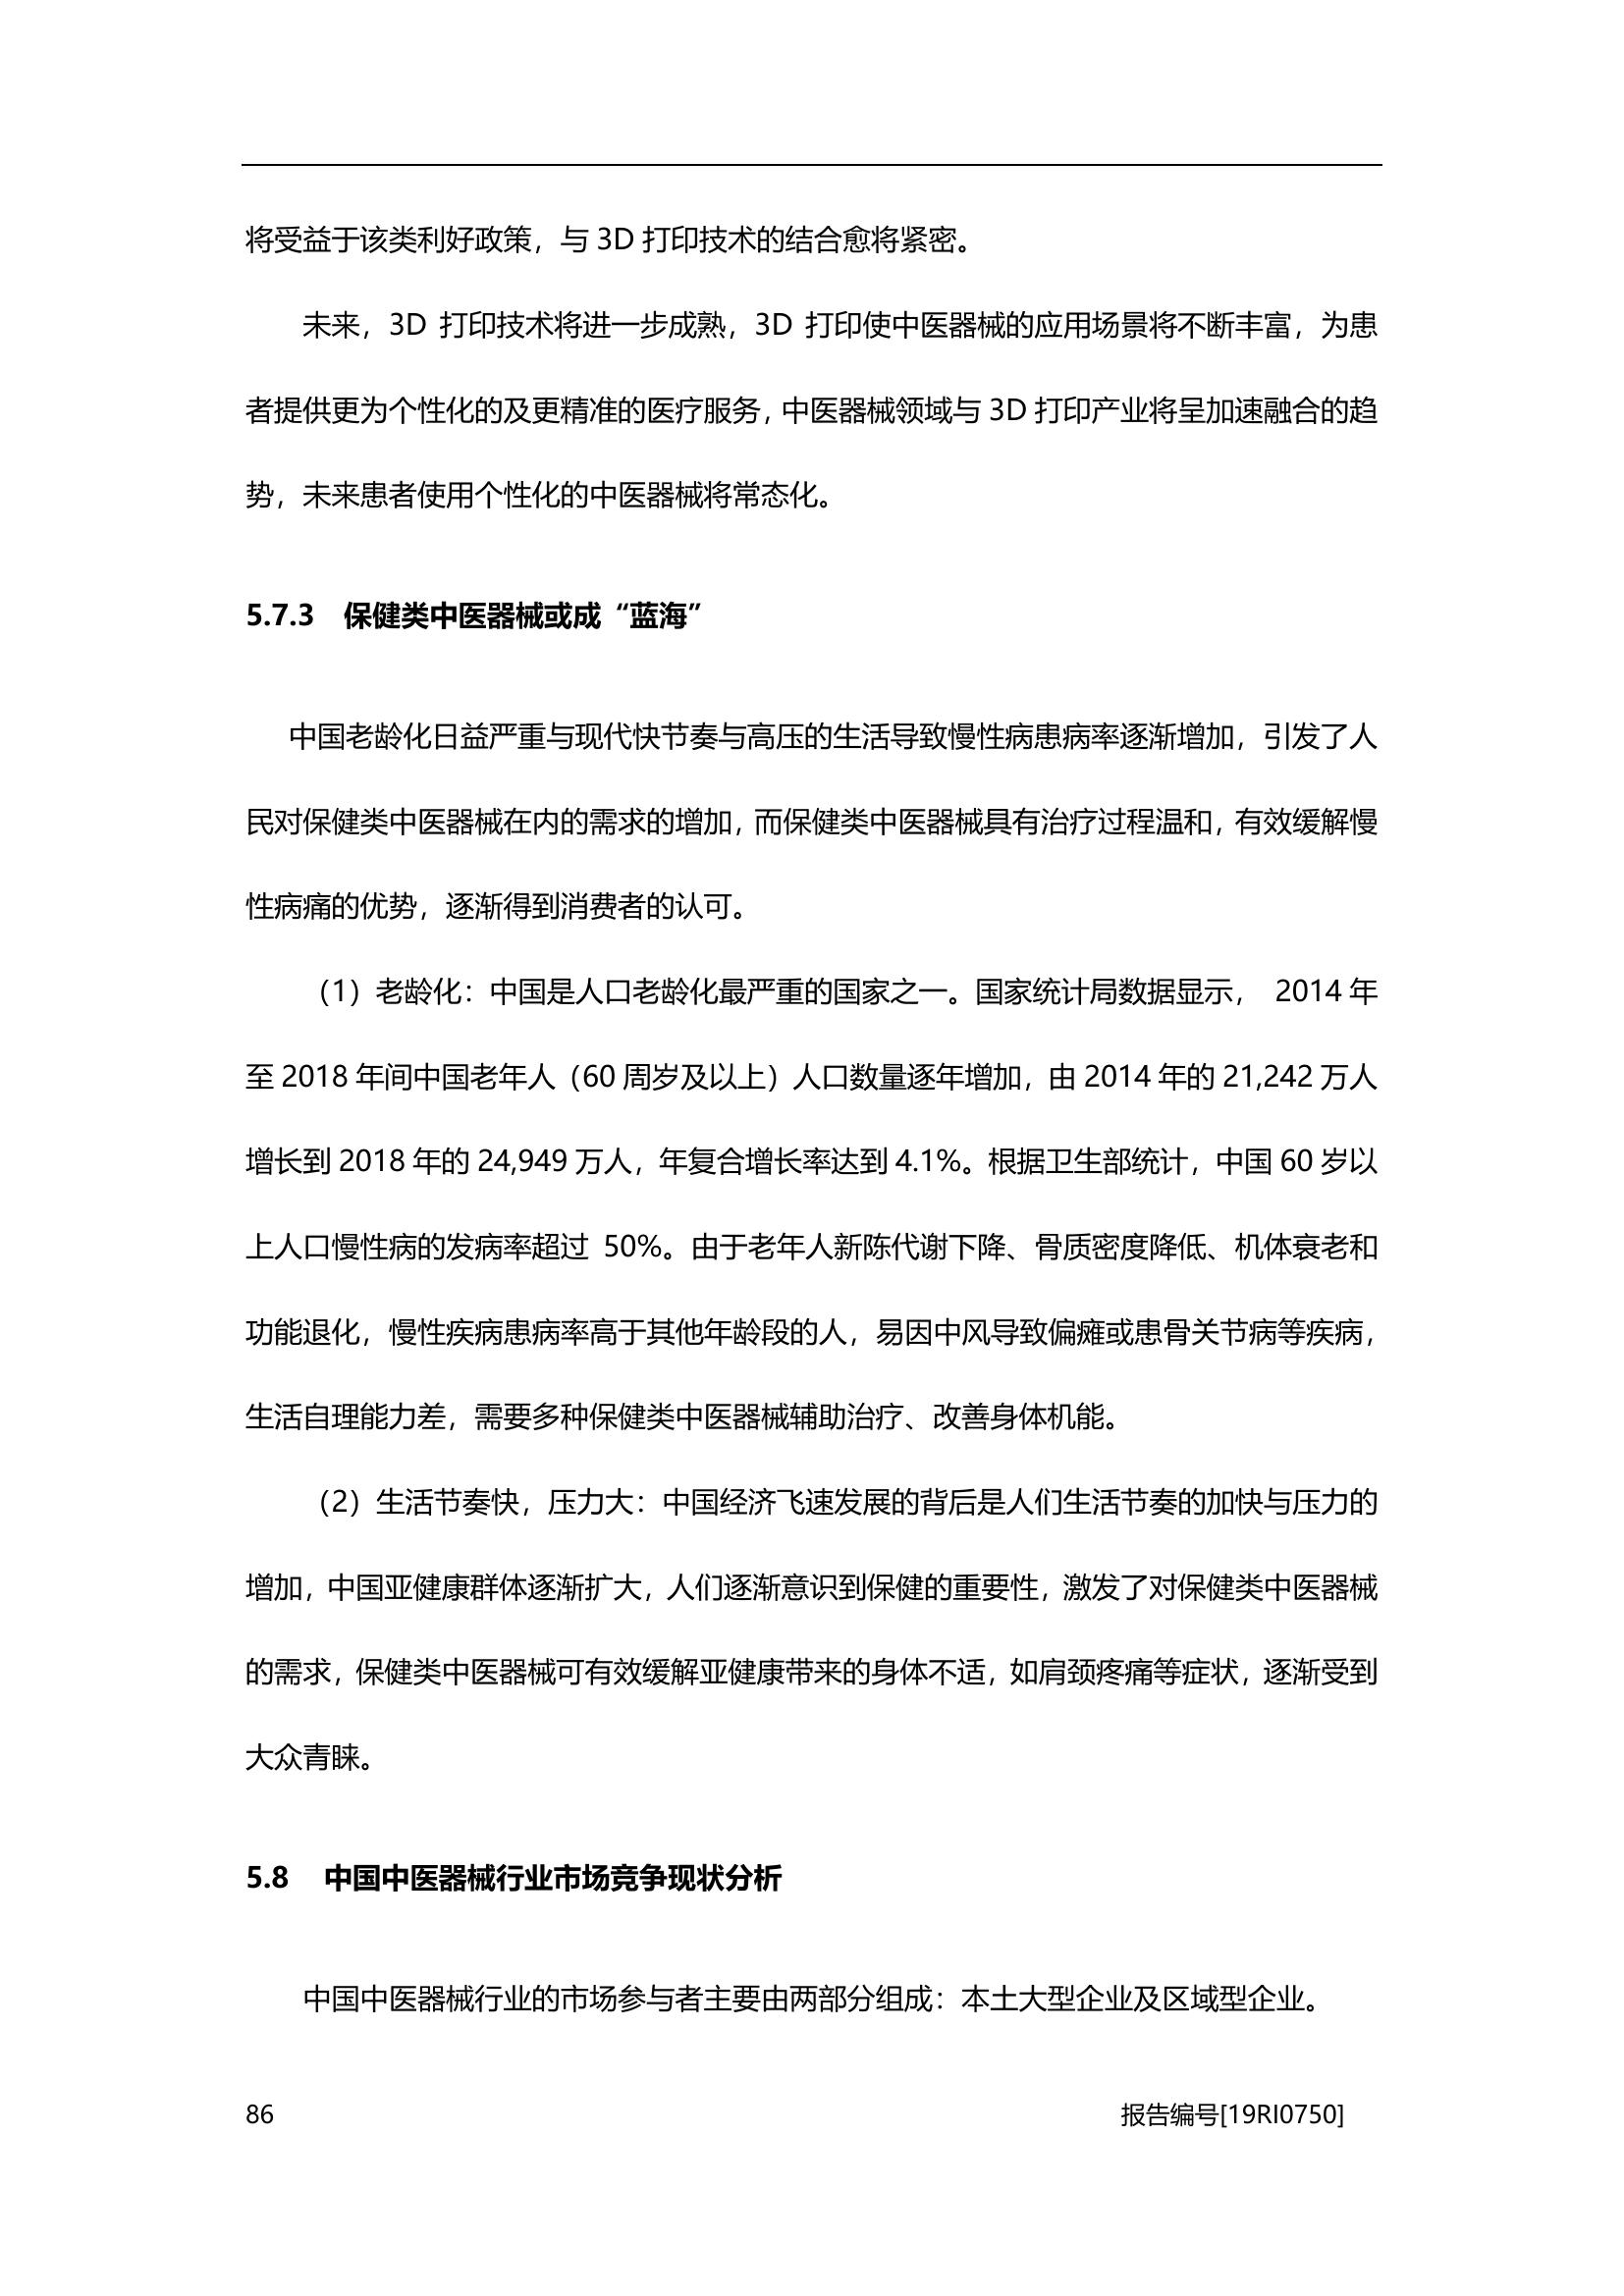 将受益于该类利好政策，与 3D 打印技术的结合愈将紧密。
未来，3D 打印技术将进一步成熟，3D 打印使中医器械的应用场景将不断丰富，为患
者提供更为个性化的及更精准的医疗服务，中医器械领域与 3D 打印产业将呈加速融合的趋
势，未来患者使用个性化的中医器械将常态化。
5.7.3 保健类中医器械或成“蓝海”
中国老龄化日益严重与现代快节奏与高压的生活导致慢性病患病率逐渐增加，引发了人
民对保健类中医器械在内的需求的增加，而保健类中医器械具有治疗过程温和，有效缓解慢
性病痛的优势，逐渐得到消费者的认可。
（1）老龄化：中国是人口老龄化最严重的国家之一。国家统计局数据显示， 2014 年
至 2018 年间中国老年人（60 周岁及以上）人口数量逐年增加，由 2014 年的 21,242 万人
增长到 2018 年的 24,949 万人，年复合增长率达到 4.1%。根据卫生部统计，中国 60 岁以
上人口慢性病的发病率超过 50%。由于老年人新陈代谢下降、骨质密度降低、机体衰老和
功能退化，慢性疾病患病率高于其他年龄段的人，易因中风导致偏瘫或患骨关节病等疾病，
生活自理能力差，需要多种保健类中医器械辅助治疗、改善身体机能。
（2）生活节奏快，压力大：中国经济飞速发展的背后是人们生活节奏的加快与压力的
增加，中国亚健康群体逐渐扩大，人们逐渐意识到保健的重要性，激发了对保健类中医器械
的需求，保健类中医器械可有效缓解亚健康带来的身体不适，如肩颈疼痛等症状，逐渐受到
大众青睐。
5.8 中国中医器械行业市场竞争现状分析
中国中医器械行业的市场参与者主要由两部分组成：本土大型企业及区域型企业。
86 报告编号[19RI0750]